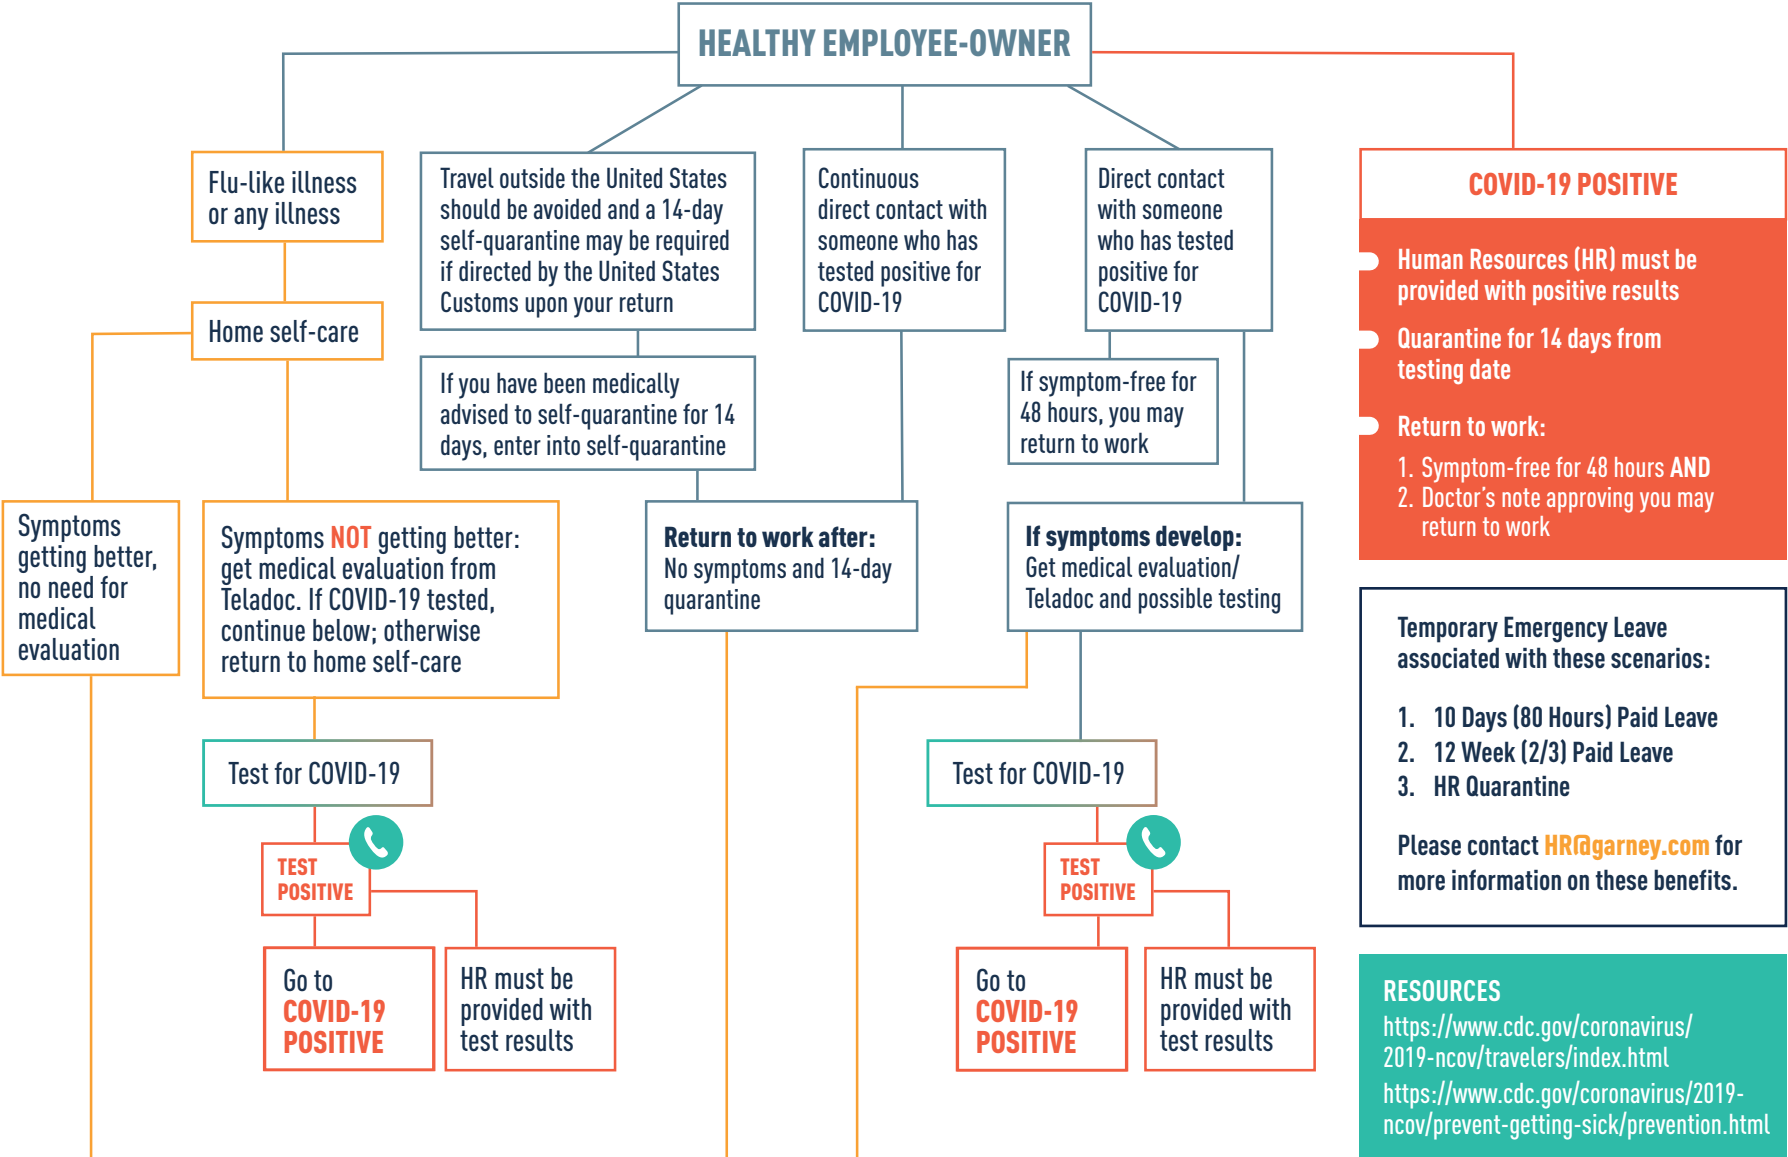 HEALTHY EMPLOYEE-OWNER
Flu-like illness
or any illness
Home self-care
Symptoms
getting better,
no need for
medical
evaluation
Symptoms NOT getting better:
get medical evaluation from
Teladoc. If COVID-19 tested,
continue below; otherwise
return to home self-care
Test for COVID-19
TEST
POSITIVE
Go to
COVID-19
POSITIVE
HR must be
provided with
test results
Travel outside the United States
should be avoided and a 14-day
self-quarantine may be required
if directed by the United States
Customs upon your return
If you have been medically
advised to self-quarantine for 14
days, enter into self-quarantine
Continuous
direct contact with
someone who has
tested positive for
COVID-19
Return to work after:
No symptoms and 14-day
quarantine
Direct contact
with someone
who has tested
positive for
COVID-19
If symptom-free for
48 hours, you may
return to work
If symptoms develop:
Get medical evaluation/
Teladoc and possible testing
Test for COVID-19
TEST
POSITIVE
Go to
COVID-19
POSITIVE
HR must be
provided with
test results
COVID-19 POSITIVE
Human Resources (HR) must be
provided with positive results
Quarantine for 14 days from
testing date
Return to work:
1. Symptom-free for 48 hours AND
2. Doctor's note approving you may
return to work
Temporary Emergency Leave
associated with these scenarios:
1. 10 Days (80 Hours) Paid Leave
2. 12 Week (2/3) Paid Leave
3. HR Quarantine
Please contact HR@garney.com for
more information on these benefits.
RESOURCES
https://www.cdc.gov/coronavirus/
2019-ncov/travelers/index.html
https://www.cdc.gov/coronavirus/2019-
ncov/prevent-getting-sick/prevention.html